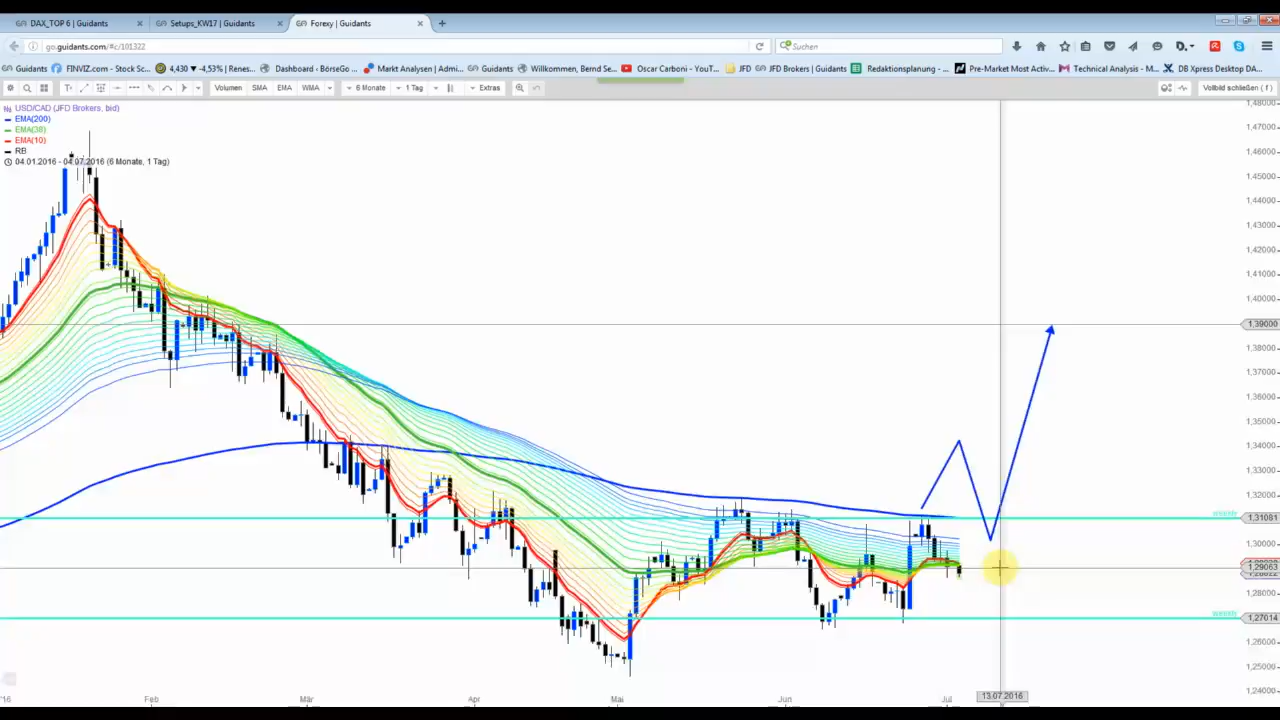 DAX_TOP 6 | Guidants
Setups_KW17 | Guidants
Forexy | Guidants
go.guidants.com/#c/101322
Suchen
Guidants
FINVIZ.com - Stock Sc...
4,430 ▾ -4,53% | Renes...
Dashboard - BörseGo ...
Markt Analysen | Admi...
Guidants
Willkommen, Bernd Se...
Oscar Carboni - YouT...
JFD
JFD Brokers | Guidants
Redaktionsplanung - ...
Pre-Market Most Activ...
Technical Analysis - M...
DB Xpress Desktop DA...
Volumen
SMA
EMA
WMA
6 Monate
1 Tag
Extras
Vollbild schließen ( f )
USD/CAD (JFD Brokers, bid)
EMA(200)
EMA(38)
EMA(10)
RB
04.01.2016 - 04.07.2016 (6 Monate, 1 Tag)
1,48000
1,47000
1,46000
1,45000
1,44000
1,43000
1,42000
1,41000
1,40000
1,39000
1,38000
1,37000
1,36000
1,35000
1,34000
1,33000
1,32000
weekly
1,31081
1,30000
1,29063
1,28000
weekly
1,27014
1,26000
1,25000
1,24000
'16
Feb
Mär
Apr
Mai
Jun
Jul
13.07.2016